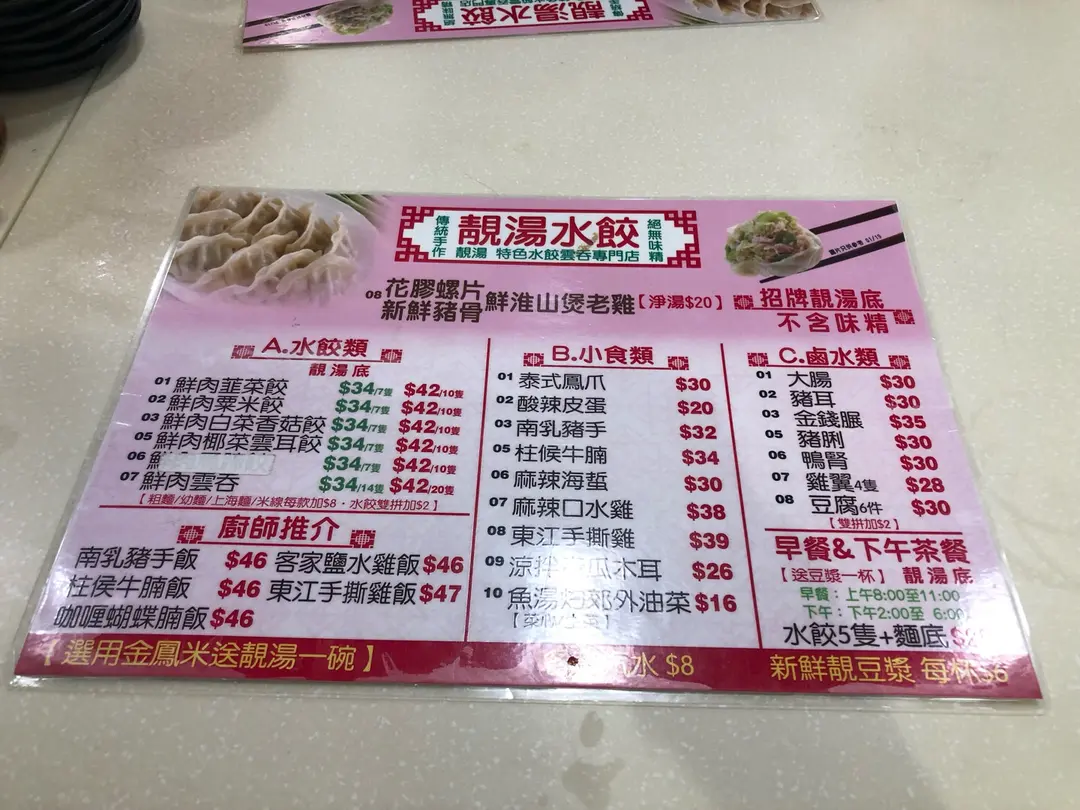 靚湯水餃
傳統手作
靚湯水餃
絕無味精
靚湯 特色水餃雲吞專門店
圖片只供參考
08 花膠螺片
新鮮豬骨
鮮淮山煲老雞【淨湯$20】
招牌靚湯底
不含味精
A.水餃類
靚湯底
01 鮮肉韮菜餃 $34/7隻 $42/10隻
02 鮮肉粟米餃 $34/7隻 $42/10隻
03 鮮肉白菜香菇餃 $34/7隻 $42/10隻
05 鮮肉椰菜雲耳餃 $34/7隻 $42/10隻
06 $34/7隻 $42/10隻
07 鮮肉雲吞 $34/14隻 $42/20隻
【粗麵/幼麵/上海麵/米線每款加$8·水餃雙拼加$2】
廚師推介
南乳豬手飯 $46 客家鹽水雞飯 $46
柱侯牛腩飯 $46 東江手撕雞飯 $47
咖喱蝴蝶腩飯 $46
B.小食類
01 泰式鳳爪 $30
02 酸辣皮蛋 $20
03 南乳豬手 $32
05 柱候牛腩 $34
06 麻辣海蜇 $30
07 麻辣口水雞 $38
08 東江手撕雞 $39
09 涼拌 瓜木耳 $26
10 魚湯灼郊外油菜 $16
C.鹵水類
01 大腸 $30
02 豬耳 $30
03 金錢𦟌 $35
05 豬脷 $30
06 鴨腎 $30
07 雞翼4隻 $28
08 豆腐6件 $30
【雙拼加$2】
早餐&下午茶餐
【送豆漿一杯】 靚湯底
早餐：上午8:00至11:00
下午：下午2:00至 6:00
水餃5隻+麵底
【選用金鳳米送靚湯一碗】
水 $8
新鮮靚豆漿 每杯$6